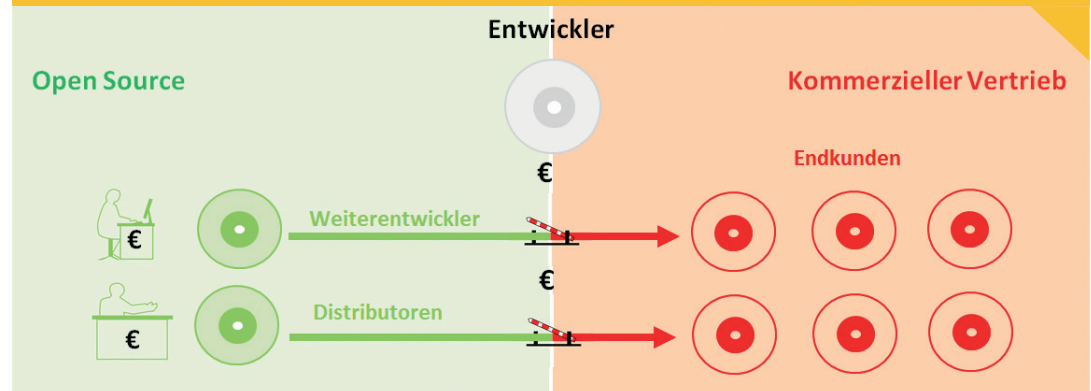 Entwickler
Open Source
Kommerzieller Vertrieb
Endkunden
€
Weiterentwickler
€
€
Distributoren
€